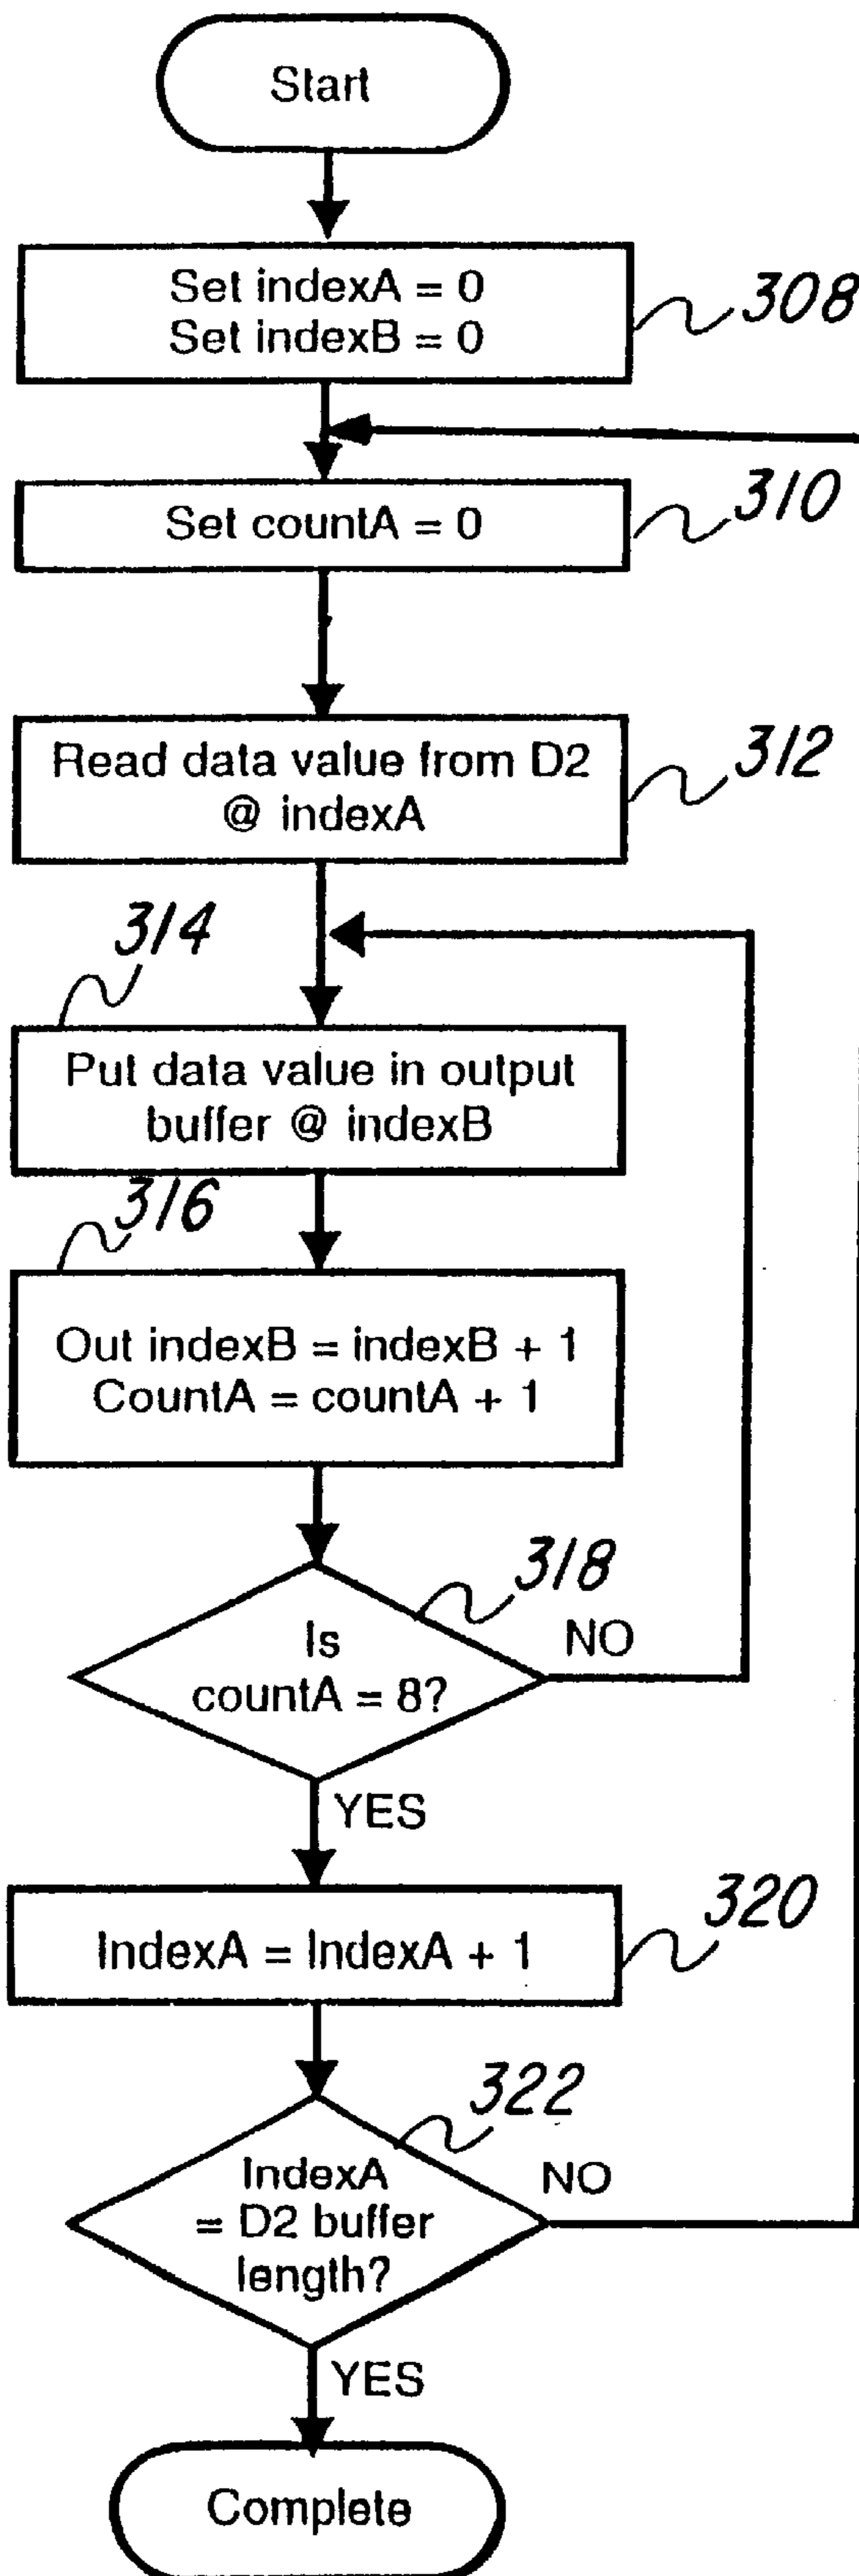 Start
Set indexA = 0
Set indexB = 0
308
310
Set countA = 0
Read data value from D2
@ indexA
312
314
Put data value in output
buffer @ indexB
316
Out indexB = indexB + 1
CountA = countA + 1
318
Is
countA = 8?
NO
YES
320
IndexA = IndexA + 1
322
IndexA
= D2 buffer
length?
NO
YES
Complete